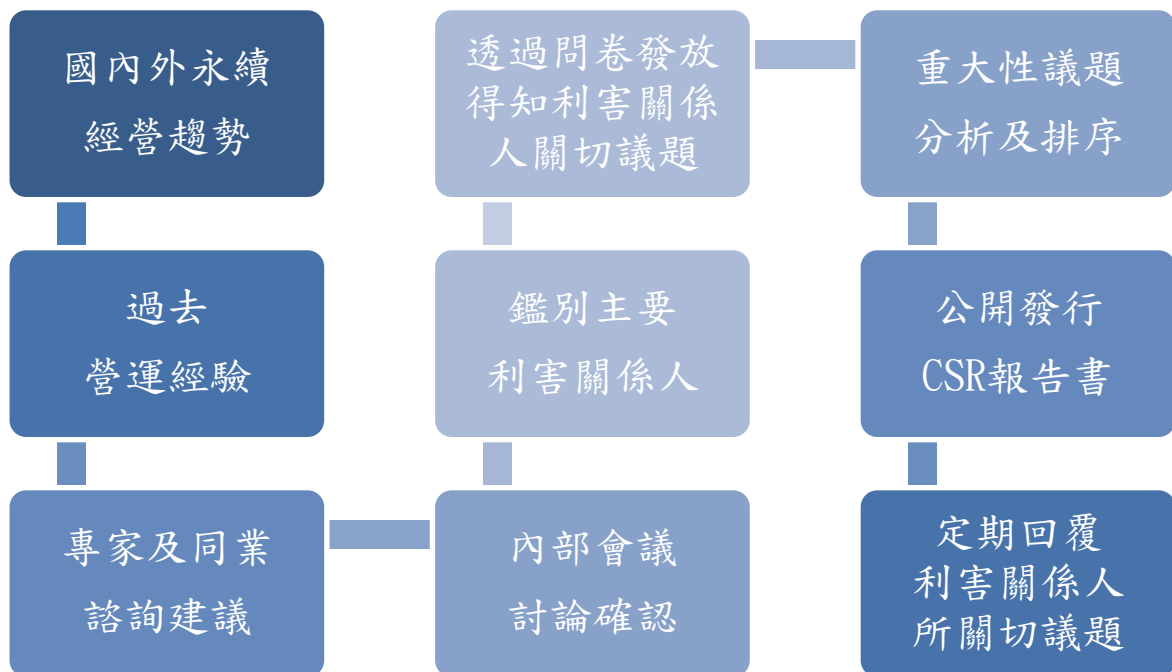 國內外永續
經營趨勢
過去
營運經驗
專家及同業
諮詢建議
內部會議
討論確認
鑑別主要
利害關係人
透過問卷發放
得知利害關係
人關切議題
重大性議題
分析及排序
公開發行
CSR報告書
定期回覆
利害關係人
所關切議題